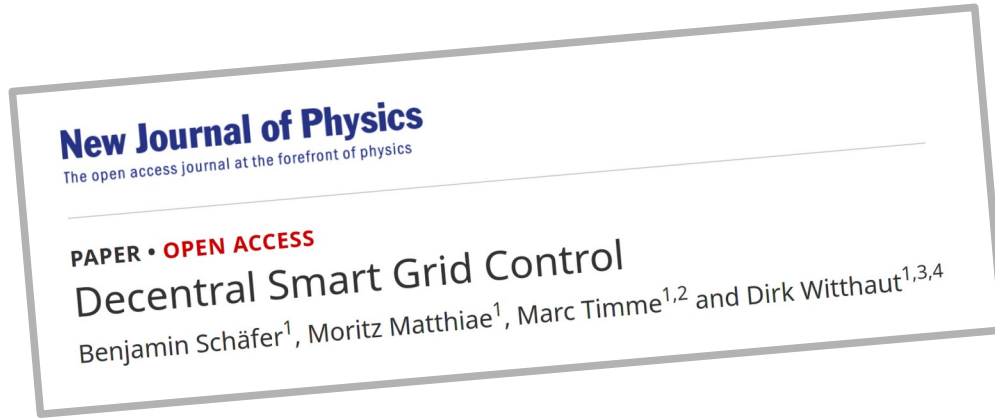 New Journal of Physics
The open access journal at the forefront of physics
PAPER • OPEN ACCESS
Decentral Smart Grid Control
Benjamin Schäfer¹, Moritz Matthiae¹, Marc Timme¹,² and Dirk Witthaut¹,³,⁴